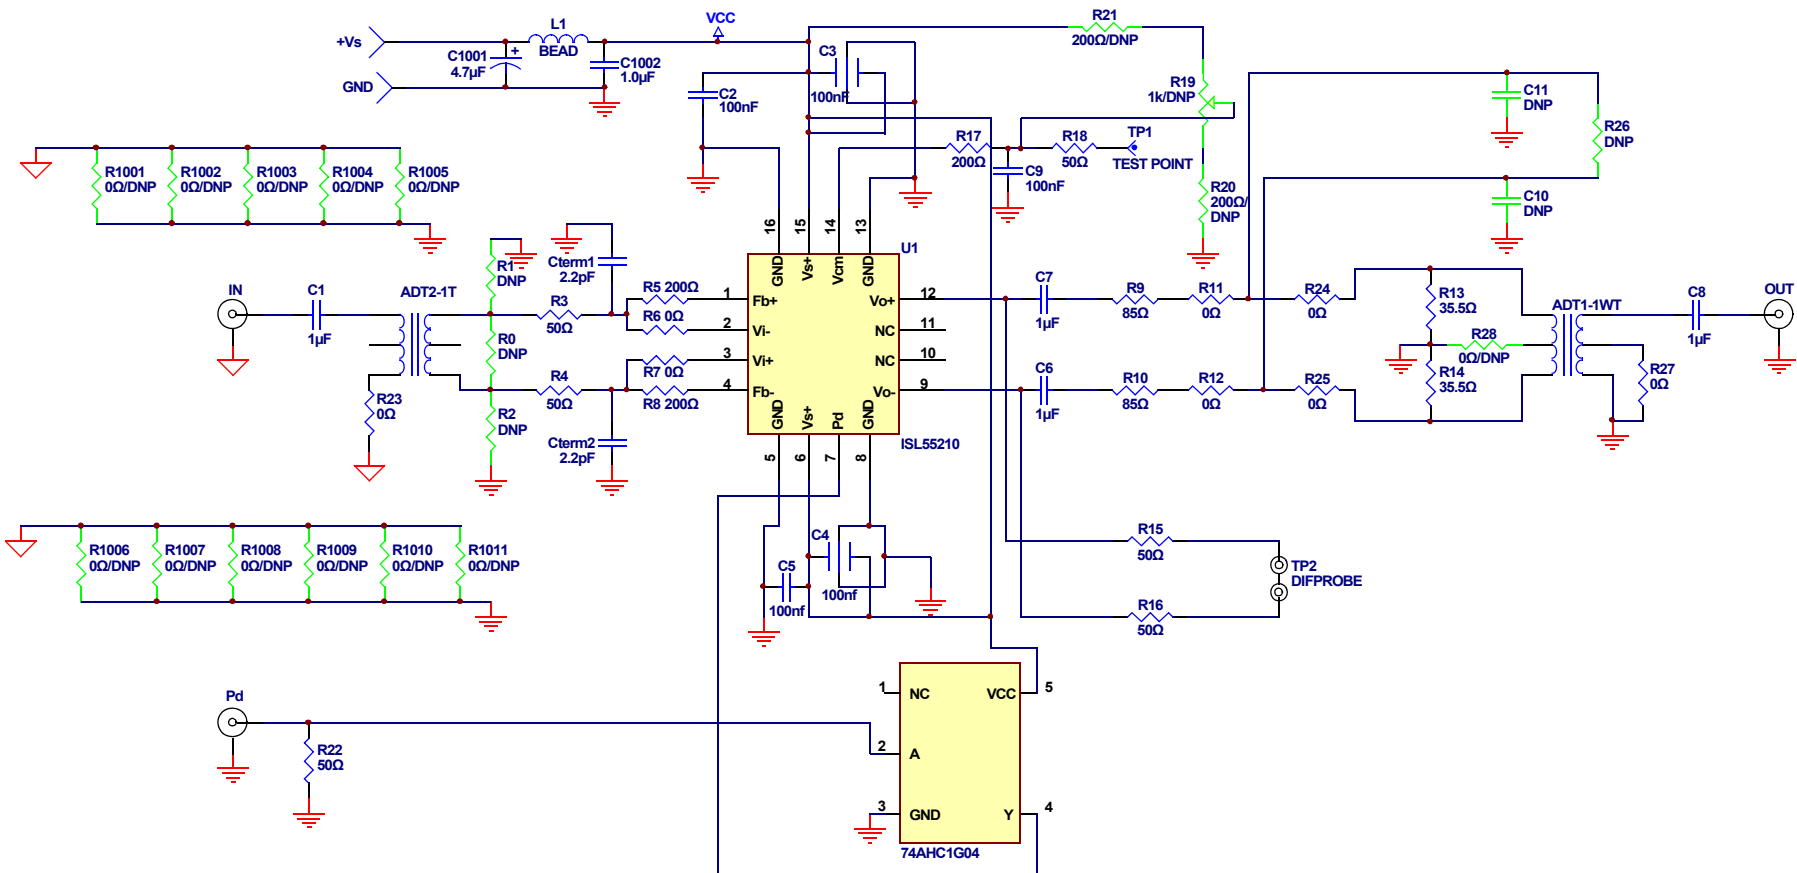 +Vs
L1
BEAD
C1001
4.7µF
+
C1002
1.0µF
GND
VCC
C3
100nF
C2
100nF
R21
200Ω/DNP
R19
1k/DNP
R17
200Ω
R18
50Ω
TP1
TEST POINT
C9
100nF
R20
200Ω/
DNP
C11
DNP
R26
DNP
C10
DNP
R1001
0Ω/DNP
R1002
0Ω/DNP
R1003
0Ω/DNP
R1004
0Ω/DNP
R1005
0Ω/DNP
IN
C1
1µF
ADT2-1T
R23
0Ω
R1
DNP
R0
DNP
R2
DNP
R3
50Ω
R4
50Ω
Cterm1
2.2pF
Cterm2
2.2pF
R5 200Ω
R6 0Ω
R7 0Ω
R8 200Ω
16
15
14
13
U1
GND
Vs+
Vcm
GND
1
Fb+
2
Vi-
3
Vi+
4
Fb-
Vo+
12
NC
11
NC
10
Vo-
9
GND
Vs+
Pd
GND
ISL55210
5
6
7
8
C7
1µF
R9
85Ω
R11
0Ω
R24
0Ω
C6
1µF
R10
85Ω
R12
0Ω
R25
0Ω
R13
35.5Ω
R28
0Ω/DNP
R14
35.5Ω
ADT1-1WT
R27
0Ω
C8
1µF
OUT
R1006
0Ω/DNP
R1007
0Ω/DNP
R1008
0Ω/DNP
R1009
0Ω/DNP
R1010
0Ω/DNP
R1011
0Ω/DNP
C5
100nf
C4
100nf
R15
50Ω
R16
50Ω
TP2
DIFPROBE
Pd
R22
50Ω
1
NC
VCC
5
2
A
3
GND
Y
4
74AHC1G04